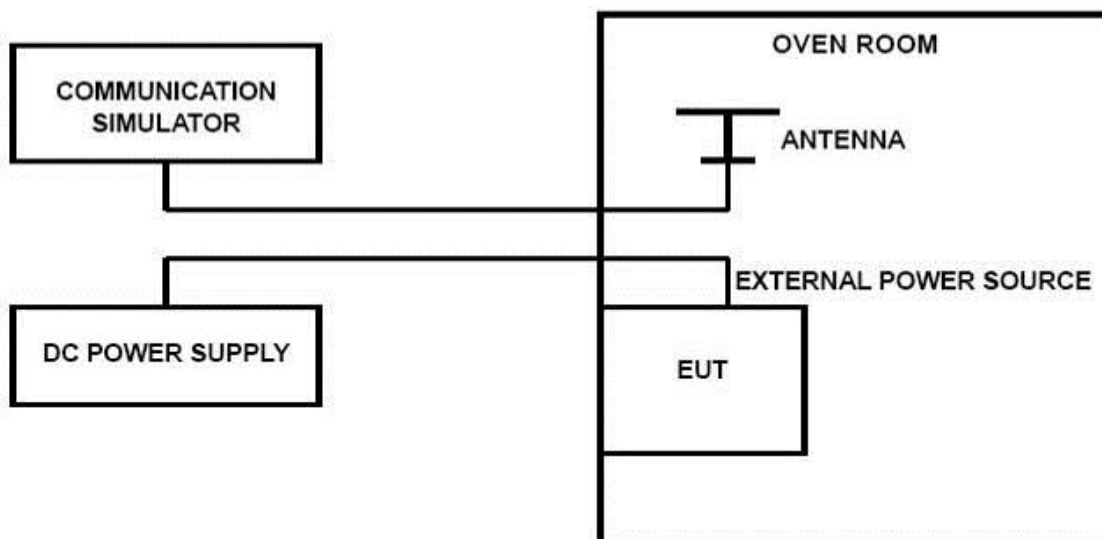 COMMUNICATION
SIMULATOR
OVEN ROOM
ANTENNA
EXTERNAL POWER SOURCE
DC POWER SUPPLY
EUT